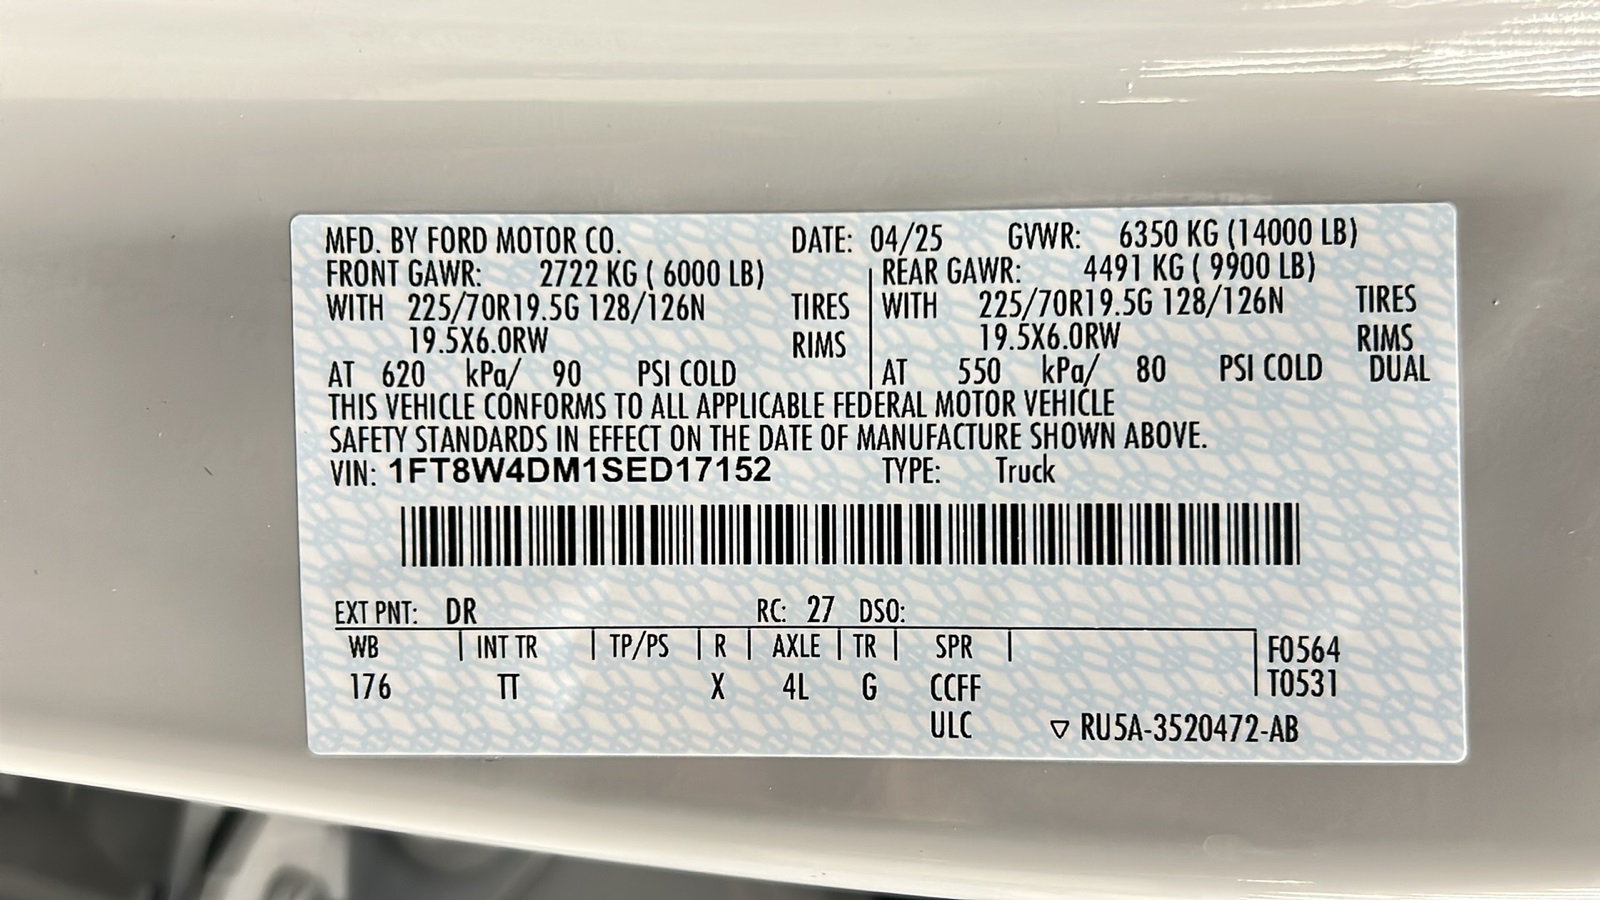 MFD. BY FORD MOTOR CO. DATE: 04/25 GVWR: 6350 KG (14000 LB)
FRONT GAWR: 2722 KG ( 6000 LB) REAR GAWR: 4491 KG ( 9900 LB)
WITH 225/70R19.5G 128/126N TIRES WITH 225/70R19.5G 128/126N TIRES
19.5X6.0RW RIMS 19.5X6.0RW RIMS
AT 620 kPa/ 90 PSI COLD AT 550 kPa/ 80 PSI COLD DUAL
THIS VEHICLE CONFORMS TO ALL APPLICABLE FEDERAL MOTOR VEHICLE
SAFETY STANDARDS IN EFFECT ON THE DATE OF MANUFACTURE SHOWN ABOVE.
VIN: 1FT8W4DM1SED17152 TYPE: Truck
EXT PNT: DR RC: 27 DSO:
WB INT TR TP/PS R AXLE TR SPR F0564
176 TT X 4L G CCFF T0531
ULC ▽ RU5A-3520472-AB